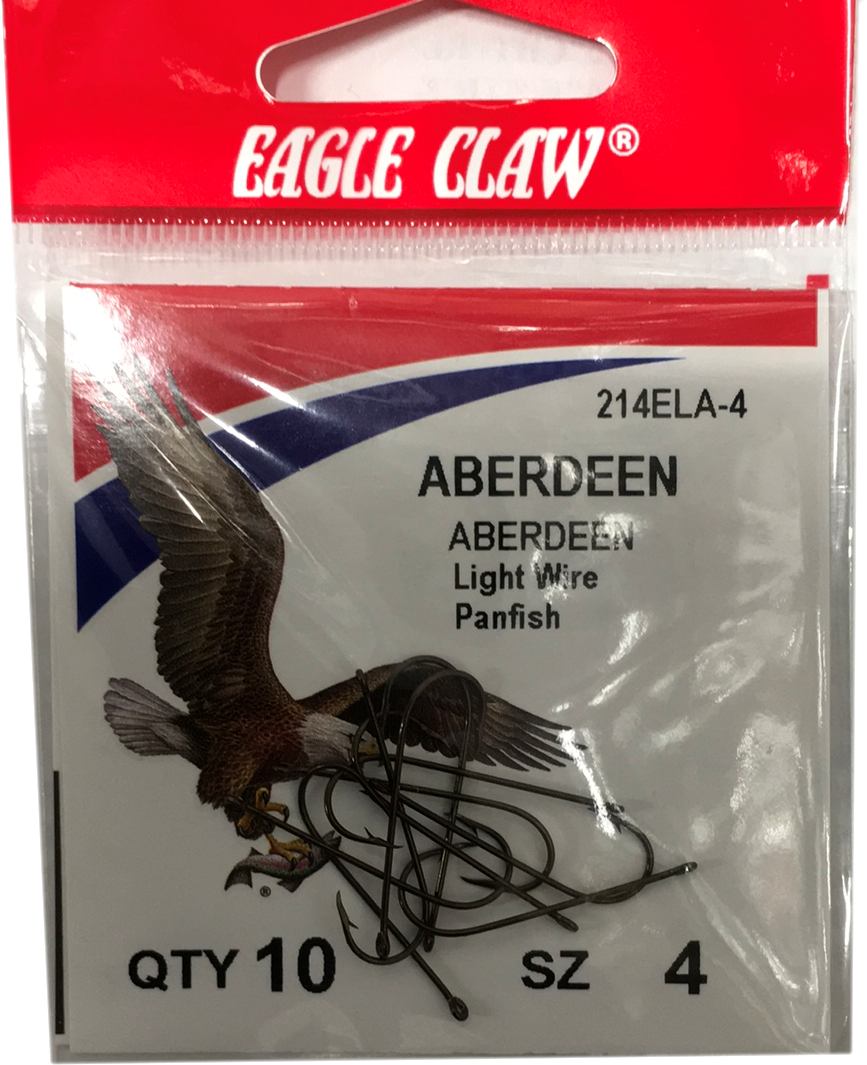 EAGLE CLAW®
214ELA-4
ABERDEEN
ABERDEEN
Light Wire
Panfish
®
QTY 10 SZ 4